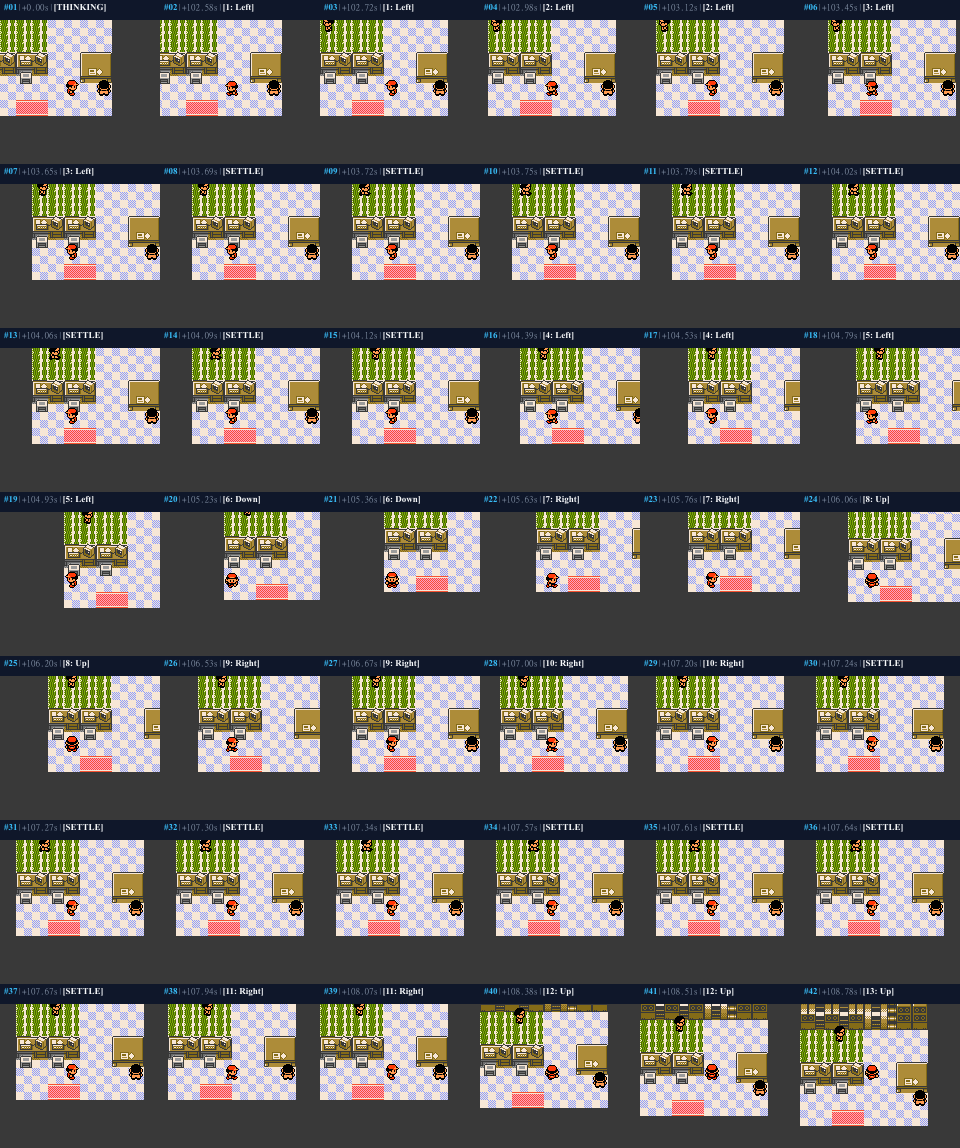 #01 | +0.00s | [THINKING] #02 | +102.58s | [1: Left] #03 | +102.72s | [1: Left] #04 | +102.98s | [2: Left] #05 | +103.12s | [2: Left] #06 | +103.45s | [3: Left]
#07 | +103.65s | [3: Left] #08 | +103.69s | [SETTLE] #09 | +103.72s | [SETTLE] #10 | +103.75s | [SETTLE] #11 | +103.79s | [SETTLE] #12 | +104.02s | [SETTLE]
#13 | +104.06s | [SETTLE] #14 | +104.09s | [SETTLE] #15 | +104.12s | [SETTLE] #16 | +104.39s | [4: Left] #17 | +104.53s | [4: Left] #18 | +104.79s | [5: Left]
#19 | +104.93s | [5: Left] #20 | +105.23s | [6: Down] #21 | +105.36s | [6: Down] #22 | +105.63s | [7: Right] #23 | +105.76s | [7: Right] #24 | +106.06s | [8: Up]
#25 | +106.20s | [8: Up] #26 | +106.53s | [9: Right] #27 | +106.67s | [9: Right] #28 | +107.00s | [10: Right] #29 | +107.20s | [10: Right] #30 | +107.24s | [SETTLE]
#31 | +107.27s | [SETTLE] #32 | +107.30s | [SETTLE] #33 | +107.34s | [SETTLE] #34 | +107.57s | [SETTLE] #35 | +107.61s | [SETTLE] #36 | +107.64s | [SETTLE]
#37 | +107.67s | [SETTLE] #38 | +107.94s | [11: Right] #39 | +108.07s | [11: Right] #40 | +108.38s | [12: Up] #41 | +108.51s | [12: Up] #42 | +108.78s | [13: Up]